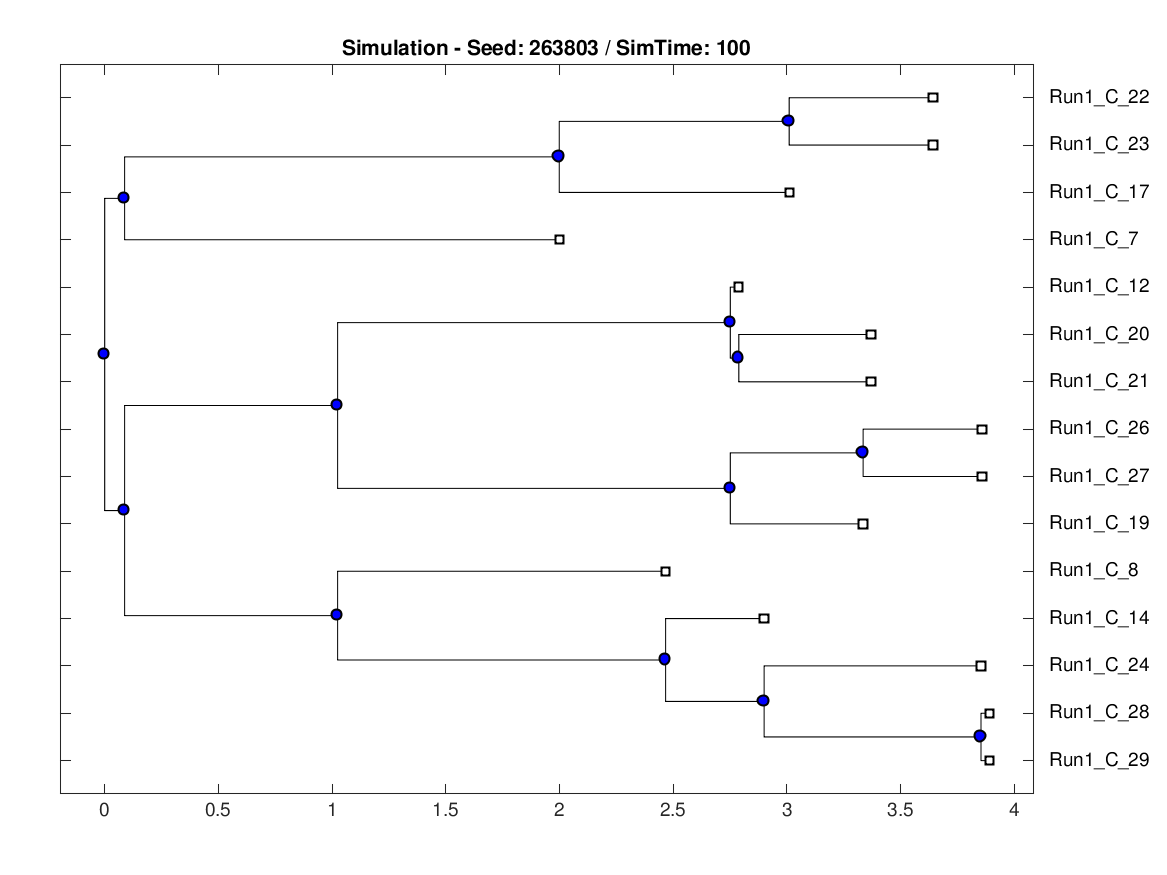 Simulation - Seed: 263803 / SimTime: 100
Run1_C_22
Run1_C_23
Run1_C_17
Run1_C_7
Run1_C_12
Run1_C_20
Run1_C_21
Run1_C_26
Run1_C_27
Run1_C_19
Run1_C_8
Run1_C_14
Run1_C_24
Run1_C_28
Run1_C_29
0 0.5 1 1.5 2 2.5 3 3.5 4